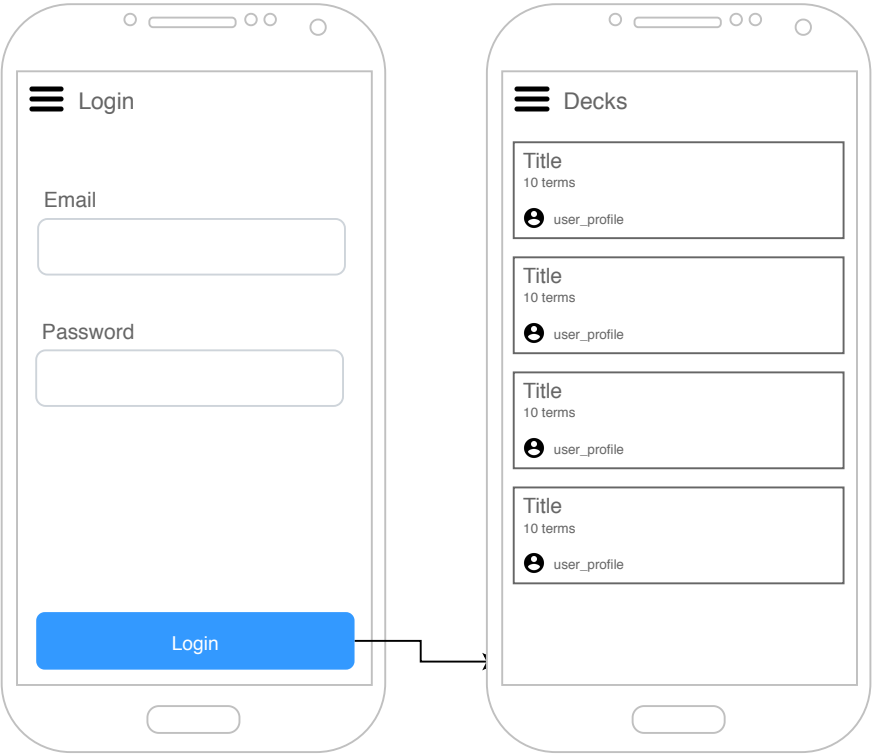 Login
Email
Password
Login
Decks
Title
10 terms
user_profile
Title
10 terms
user_profile
Title
10 terms
user_profile
Title
10 terms
user_profile